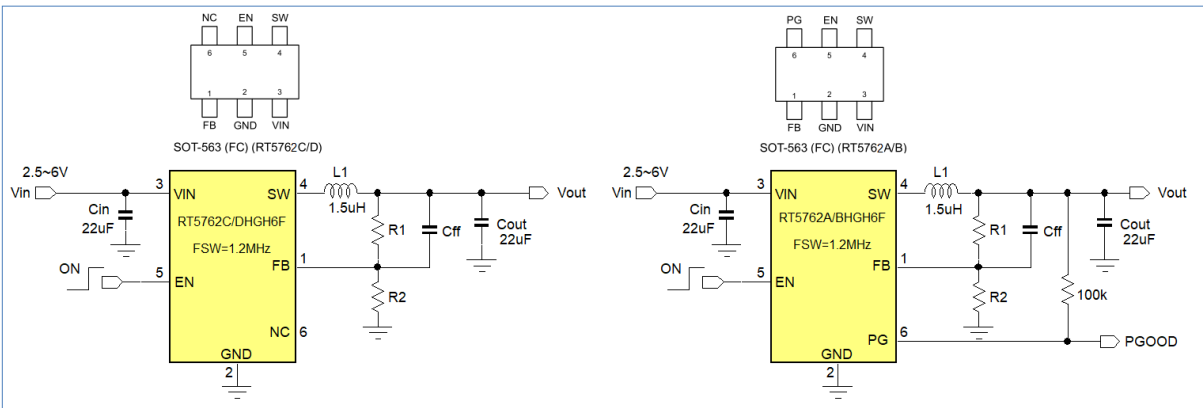 NC EN SW
6 5 4
1 2 3
FB GND VIN
SOT-563 (FC) (RT5762C/D)
2.5~6V
Vin
3
VIN
SW
4
L1
1.5uH
Vout
Cin
22uF
RT5762C/DHGH6F
FSW=1.2MHz
R1
Cff
Cout
22uF
FB
1
ON
5
EN
R2
NC
6
GND
2
PG EN SW
6 5 4
1 2 3
FB GND VIN
SOT-563 (FC) (RT5762A/B)
2.5~6V
Vin
3
VIN
SW
4
L1
1.5uH
Vout
Cin
22uF
RT5762A/BHGH6F
FSW=1.2MHz
R1
Cff
Cout
22uF
FB
1
ON
5
EN
R2
100k
PG
6
PGOOD
GND
2